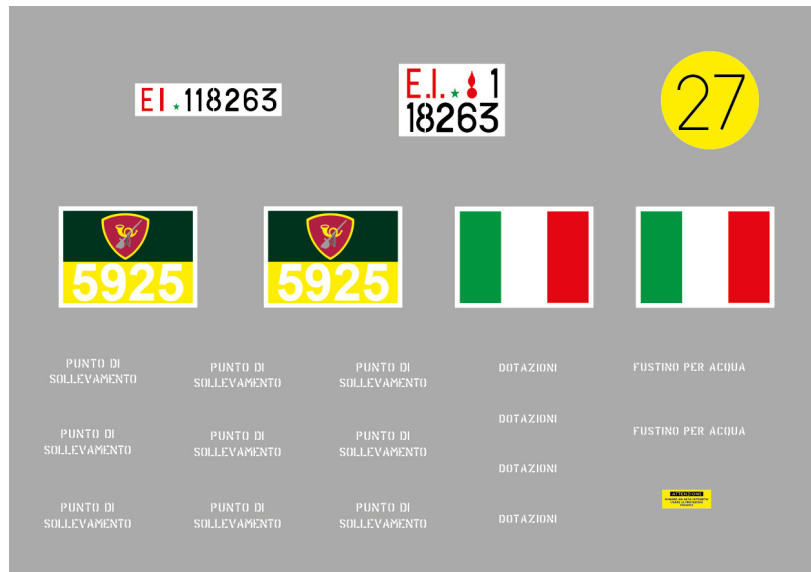 EI 118263
E.I. 1
18263
27
5925
5925
PUNTO DI
SOLLEVAMENTO
PUNTO DI
SOLLEVAMENTO
PUNTO DI
SOLLEVAMENTO
DOTAZIONI
FUSTINO PER ACQUA
PUNTO DI
SOLLEVAMENTO
PUNTO DI
SOLLEVAMENTO
PUNTO DI
SOLLEVAMENTO
DOTAZIONI
FUSTINO PER ACQUA
DOTAZIONI
PUNTO DI
SOLLEVAMENTO
PUNTO DI
SOLLEVAMENTO
PUNTO DI
SOLLEVAMENTO
DOTAZIONI
ATTENZIONE